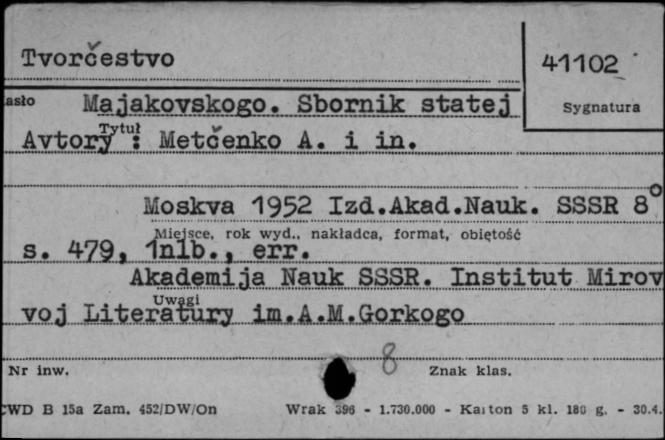 Tvorčestvo
41102
asło Majakovskogo. Sbornik statej
Sygnatura
Tytuł
Avtory : Metčenko A. i in.
Moskva 1952 Izd.Akad.Nauk. SSSR 8°
Miejsce, rok wyd., nakładca, format, objętość
s. 479, 1nlb., err.
Akademija Nauk SSSR. Institut Mirov
Uwagi
voj Literatury im.A.M.Gorkogo
Nr inw.
8
Znak klas.
CWD B 15a Zam. 452/DW/On Wrak 396 - 1.730.000 - Karton 5 kl. 180 g. - 30.4.